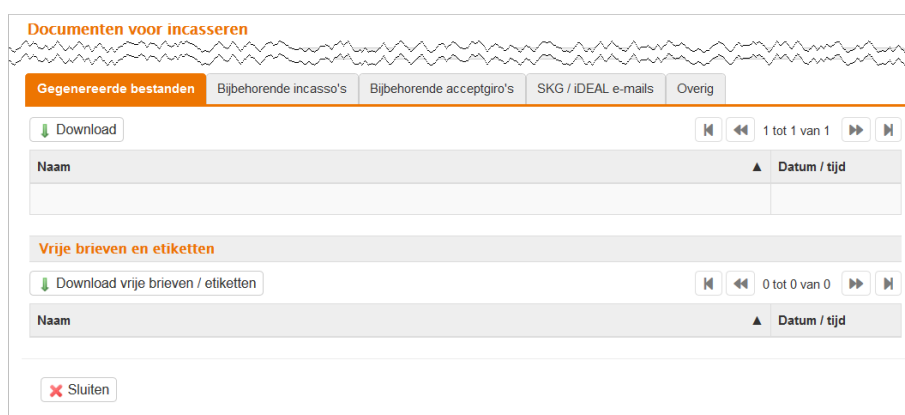 Documenten voor incasseren
Gegenereerde bestanden Bijbehorende incasso's Bijbehorende acceptgiro's SKG / iDEAL e-mails Overig
Download 1 tot 1 van 1
Naam ▲ Datum / tijd
Vrije brieven en etiketten
Download vrije brieven / etiketten 0 tot 0 van 0
Naam ▲ Datum / tijd
Sluiten